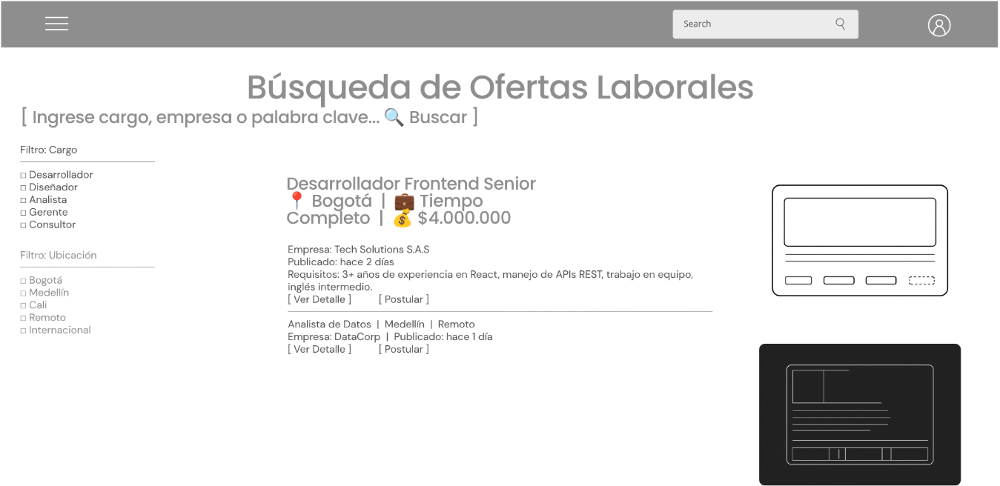 Search
Búsqueda de Ofertas Laborales
[ Ingrese cargo, empresa o palabra clave... 🔍 Buscar ]
Filtro: Cargo
□ Desarrollador
□ Diseñador
□ Analista
□ Gerente
□ Consultor
Filtro: Ubicación
□ Bogotá
□ Medellín
□ Cali
□ Remoto
□ Internacional
Desarrollador Frontend Senior
📍 Bogotá | 💼 Tiempo
Completo | 💰 $4.000.000
Empresa: Tech Solutions S.A.S
Publicado: hace 2 días
Requisitos: 3+ años de experiencia en React, manejo de APIs REST, trabajo en equipo,
inglés intermedio.
[ Ver Detalle ] [ Postular ]
Analista de Datos | Medellín | Remoto
Empresa: DataCorp | Publicado: hace 1 día
[ Ver Detalle ] [ Postular ]